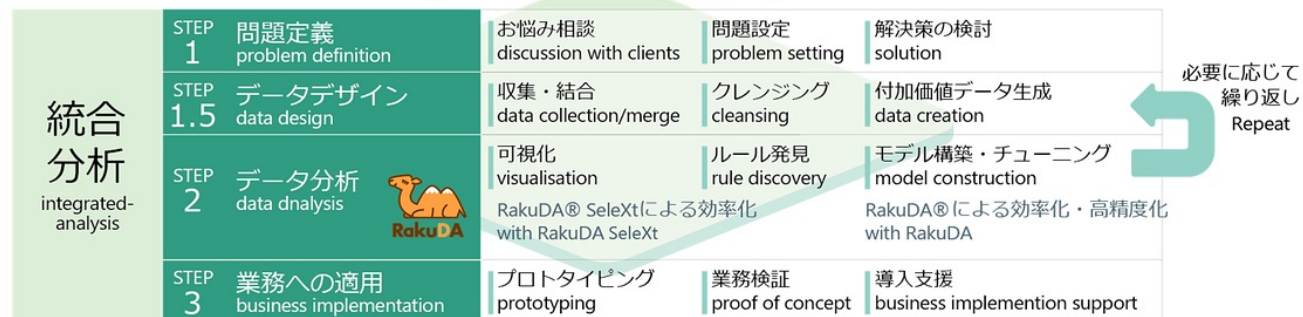 統合
分析
integrated-
analysis
STEP
1
問題定義
problem definition
お悩み相談
discussion with clients
問題設定
problem setting
解決策の検討
solution
STEP
1.5
データデザイン
data design
収集・結合
data collection/merge
クレンジング
cleansing
付加価値データ生成
data creation
STEP
2
データ分析
data dnalysis
RakuDA
可視化
visualisation
ルール発見
rule discovery
モデル構築・チューニング
model construction
RakuDA® SeleXtによる効率化
with RakuDA SeleXt
RakuDA®による効率化・高精度化
with RakuDA
STEP
3
業務への適用
business implementation
プロトタイピング
prototyping
業務検証
proof of concept
導入支援
business implemention support
必要に応じて
繰り返し
Repeat